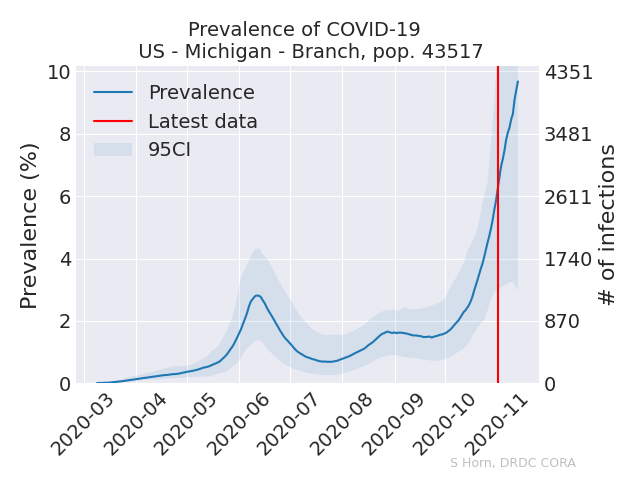 Prevalence of COVID-19
US - Michigan - Branch, pop. 43517
Prevalence
Latest data
95CI
Prevalence (%)
10
8
6
4
2
0
4351
3481
2611
1740
870
0
# of infections
2020-03
2020-04
2020-05
2020-06
2020-07
2020-08
2020-09
2020-10
2020-11
S Horn, DRDC CORA